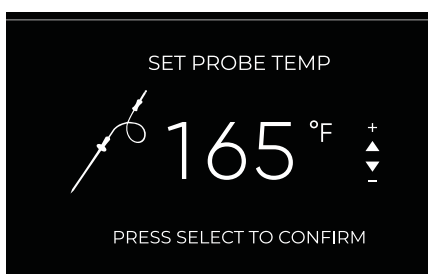 SET PROBE TEMP
165 °F
+
−
PRESS SELECT TO CONFIRM